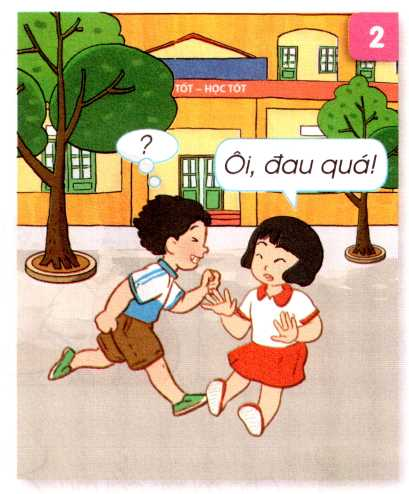 2
TỐT – HỌC TỐT
?
Ôi, đau quá!